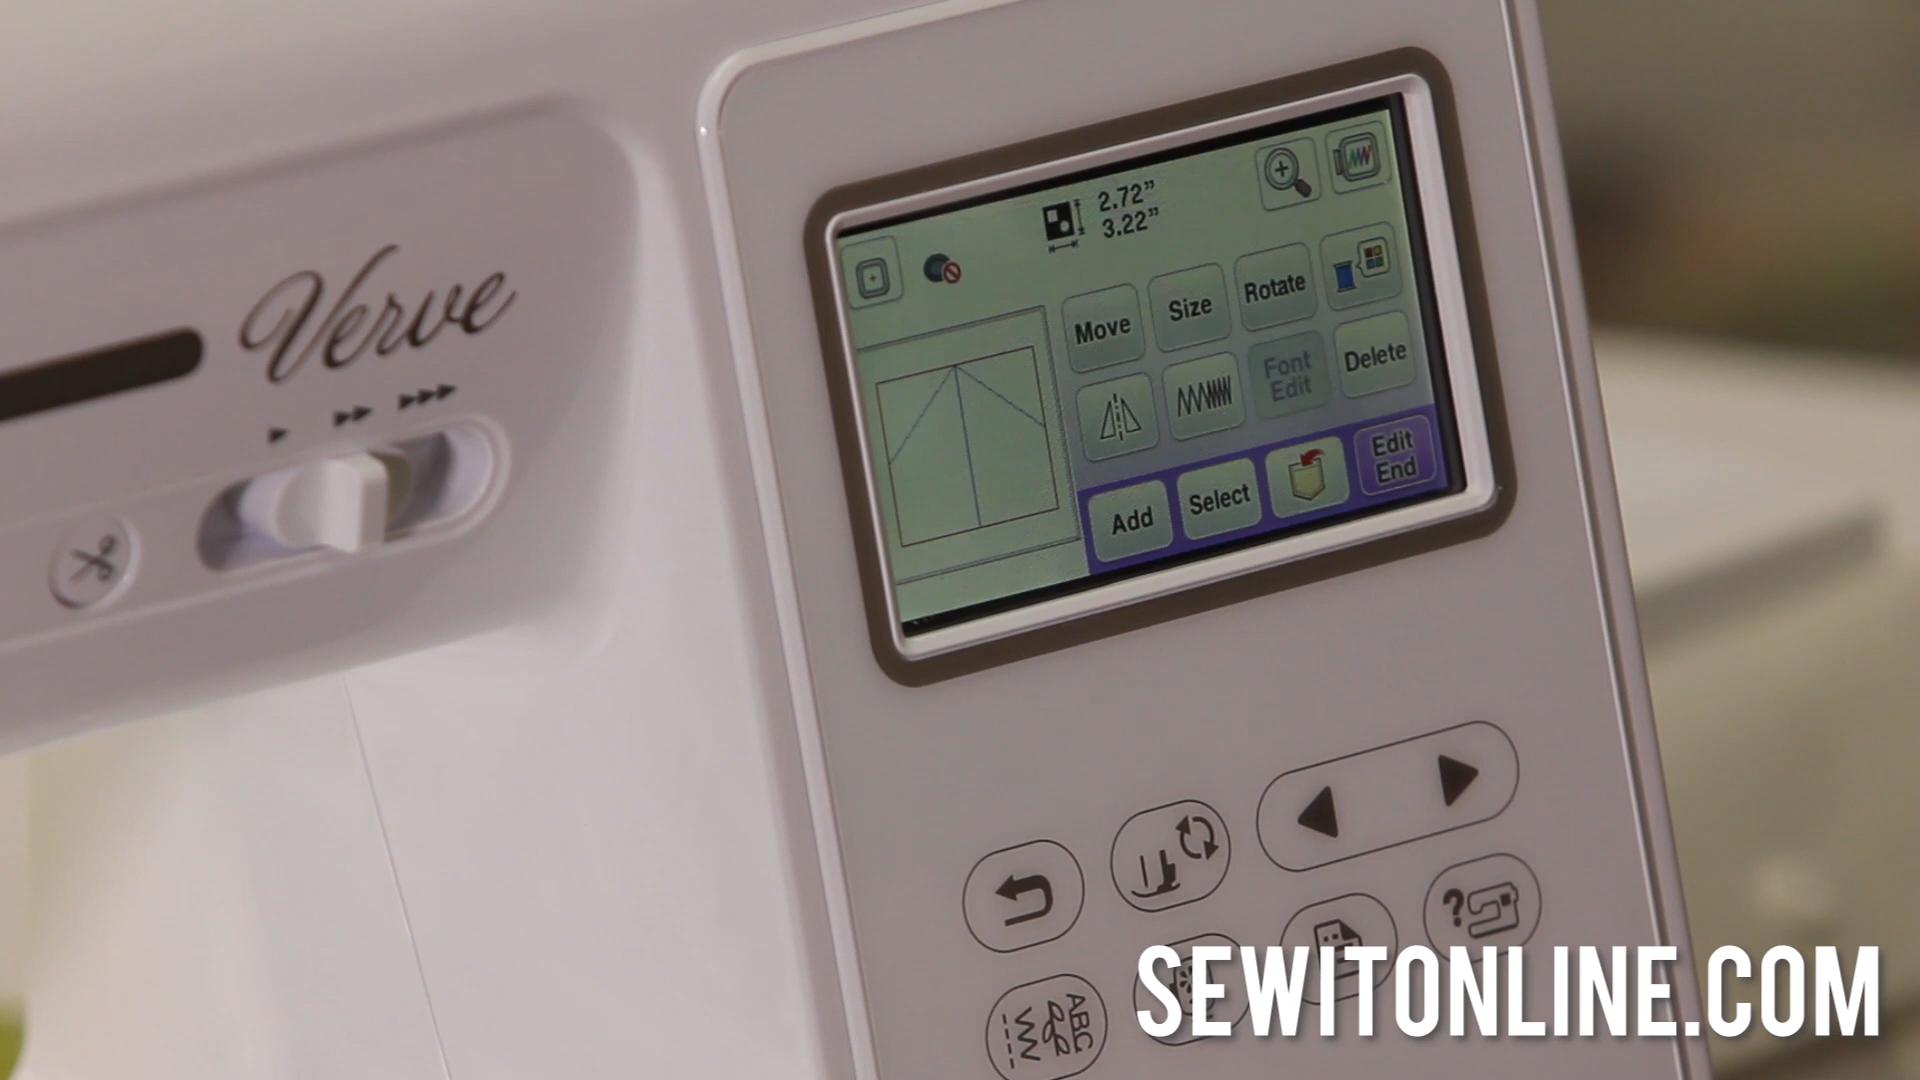 Verve
2.72”
3.22”
Move
Size
Rotate
Font
Edit
Delete
Add
Select
Edit
End
?
ABC
SEWITONLINE.COM